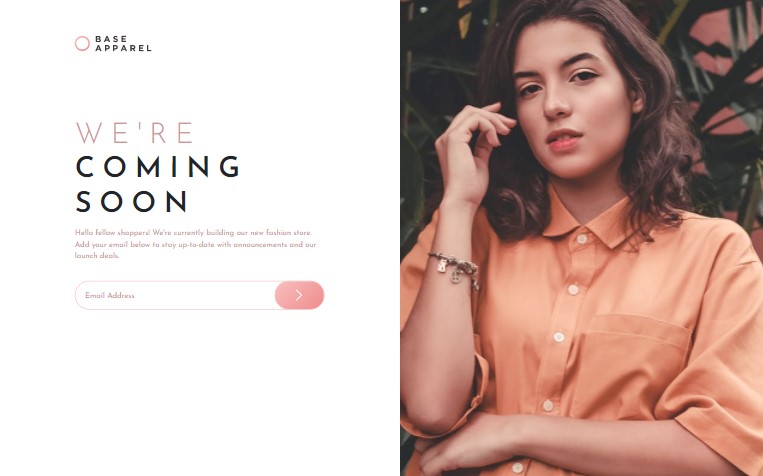 BASE
APPAREL
WE'RE
COMING
SOON
Hello fellow shoppers! We're currently building our new fashion store.
Add your email below to stay up-to-date with announcements and our
launch deals.
Email Address